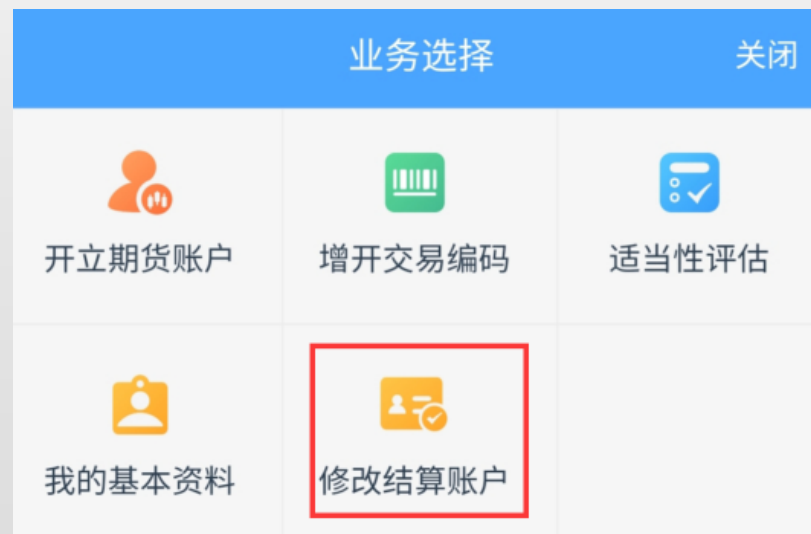 业务选择
关闭
开立期货账户
增开交易编码
适当性评估
我的基本资料
修改结算账户